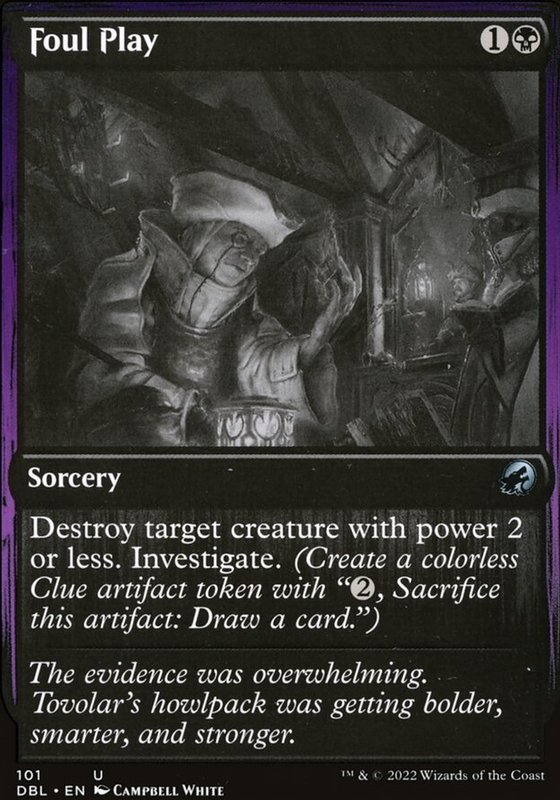 Foul Play 1
Sorcery
Destroy target creature with power 2
or less. Investigate. (Create a colorless
Clue artifact token with “2, Sacrifice
this artifact: Draw a card.”)
The evidence was overwhelming.
Tovolar's howlpack was getting bolder,
smarter, and stronger.
101 U
DBL • EN Campbell White
™ & © 2022 Wizards of the Coast